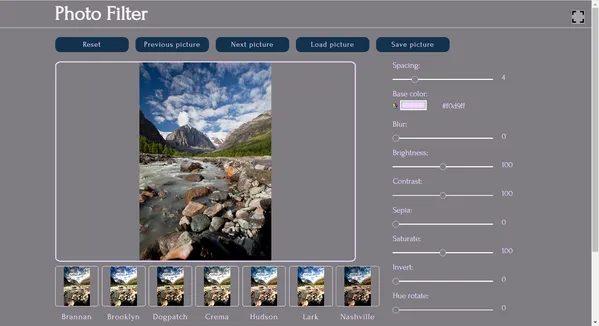 Photo Filter
Reset Previous picture Next picture Load picture Save picture
Spacing:
4
Base color:
#f0d9ff
Blur:
0
Brightness:
100
Contrast:
100
Sepia:
0
Saturate:
100
Invert:
0
Hue rotate:
0
Brannan Brooklyn Dogpatch Crema Hudson Lark Nashville